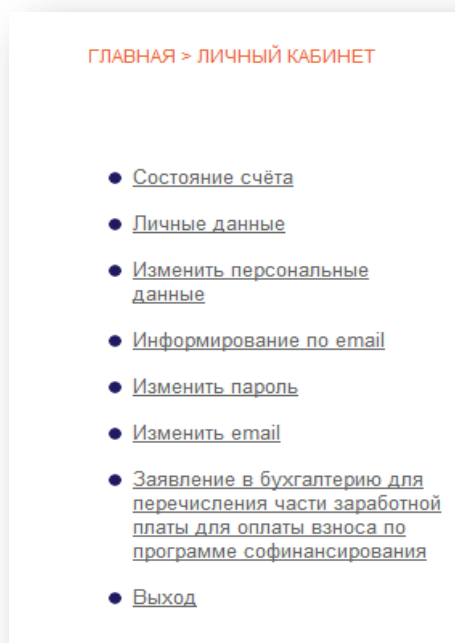 ГЛАВНАЯ > ЛИЧНЫЙ КАБИНЕТ
Состояние счёта
Личные данные
Изменить персональные
данные
Информирование по email
Изменить пароль
Изменить email
Заявление в бухгалтерию для
перечисления части заработной
платы для оплаты взноса по
программе софинансирования
Выход